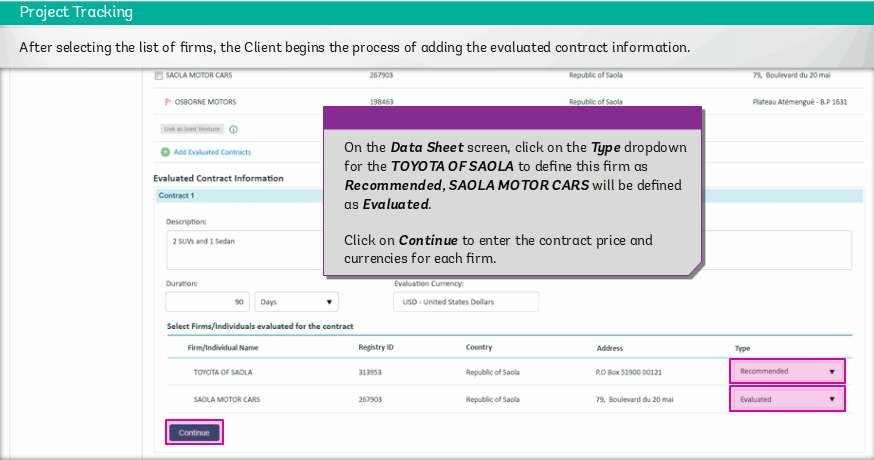 Project Tracking
After selecting the list of firms, the Client begins the process of adding the evaluated contract information.
SAOLA MOTOR CARS 267903 Republic of Saola 79, Boulevard du 20 mai
OSBORNE MOTORS 198463 Republic of Saola Plateau Atémengué - B.P 1631
Link as Joint Venture
Add Evaluated Contracts
On the Data Sheet screen, click on the Type dropdown
for the TOYOTA OF SAOLA to define this firm as
Recommended, SAOLA MOTOR CARS will be defined
as Evaluated.
Click on Continue to enter the contract price and
currencies for each firm.
Evaluated Contract Information
Contract 1
Description:
2 SUVs and 1 Sedan
Duration: Evaluation Currency:
90 Days USD - United States Dollars
Select Firms/Individuals evaluated for the contract
Firm/Individual Name Registry ID Country Address Type
TOYOTA OF SAOLA 313953 Republic of Saola P.O Box 51900 00121 Recommended
SAOLA MOTOR CARS 267903 Republic of Saola 79, Boulevard du 20 mai Evaluated
Continue